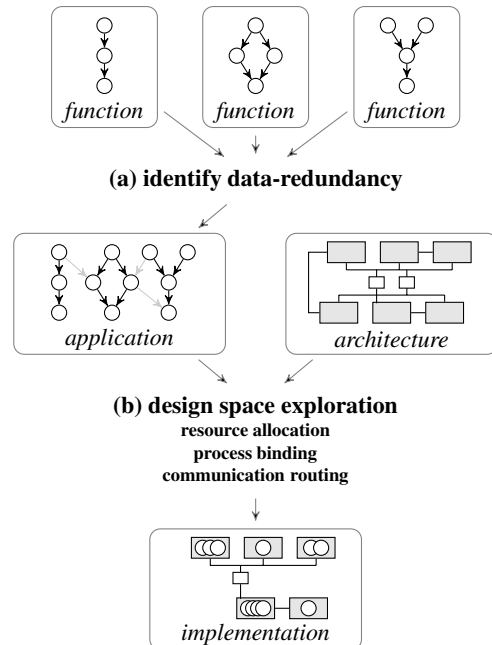 function
function
function
(a) identify data-redundancy
application
architecture
(b) design space exploration
resource allocation
process binding
communication routing
implementation